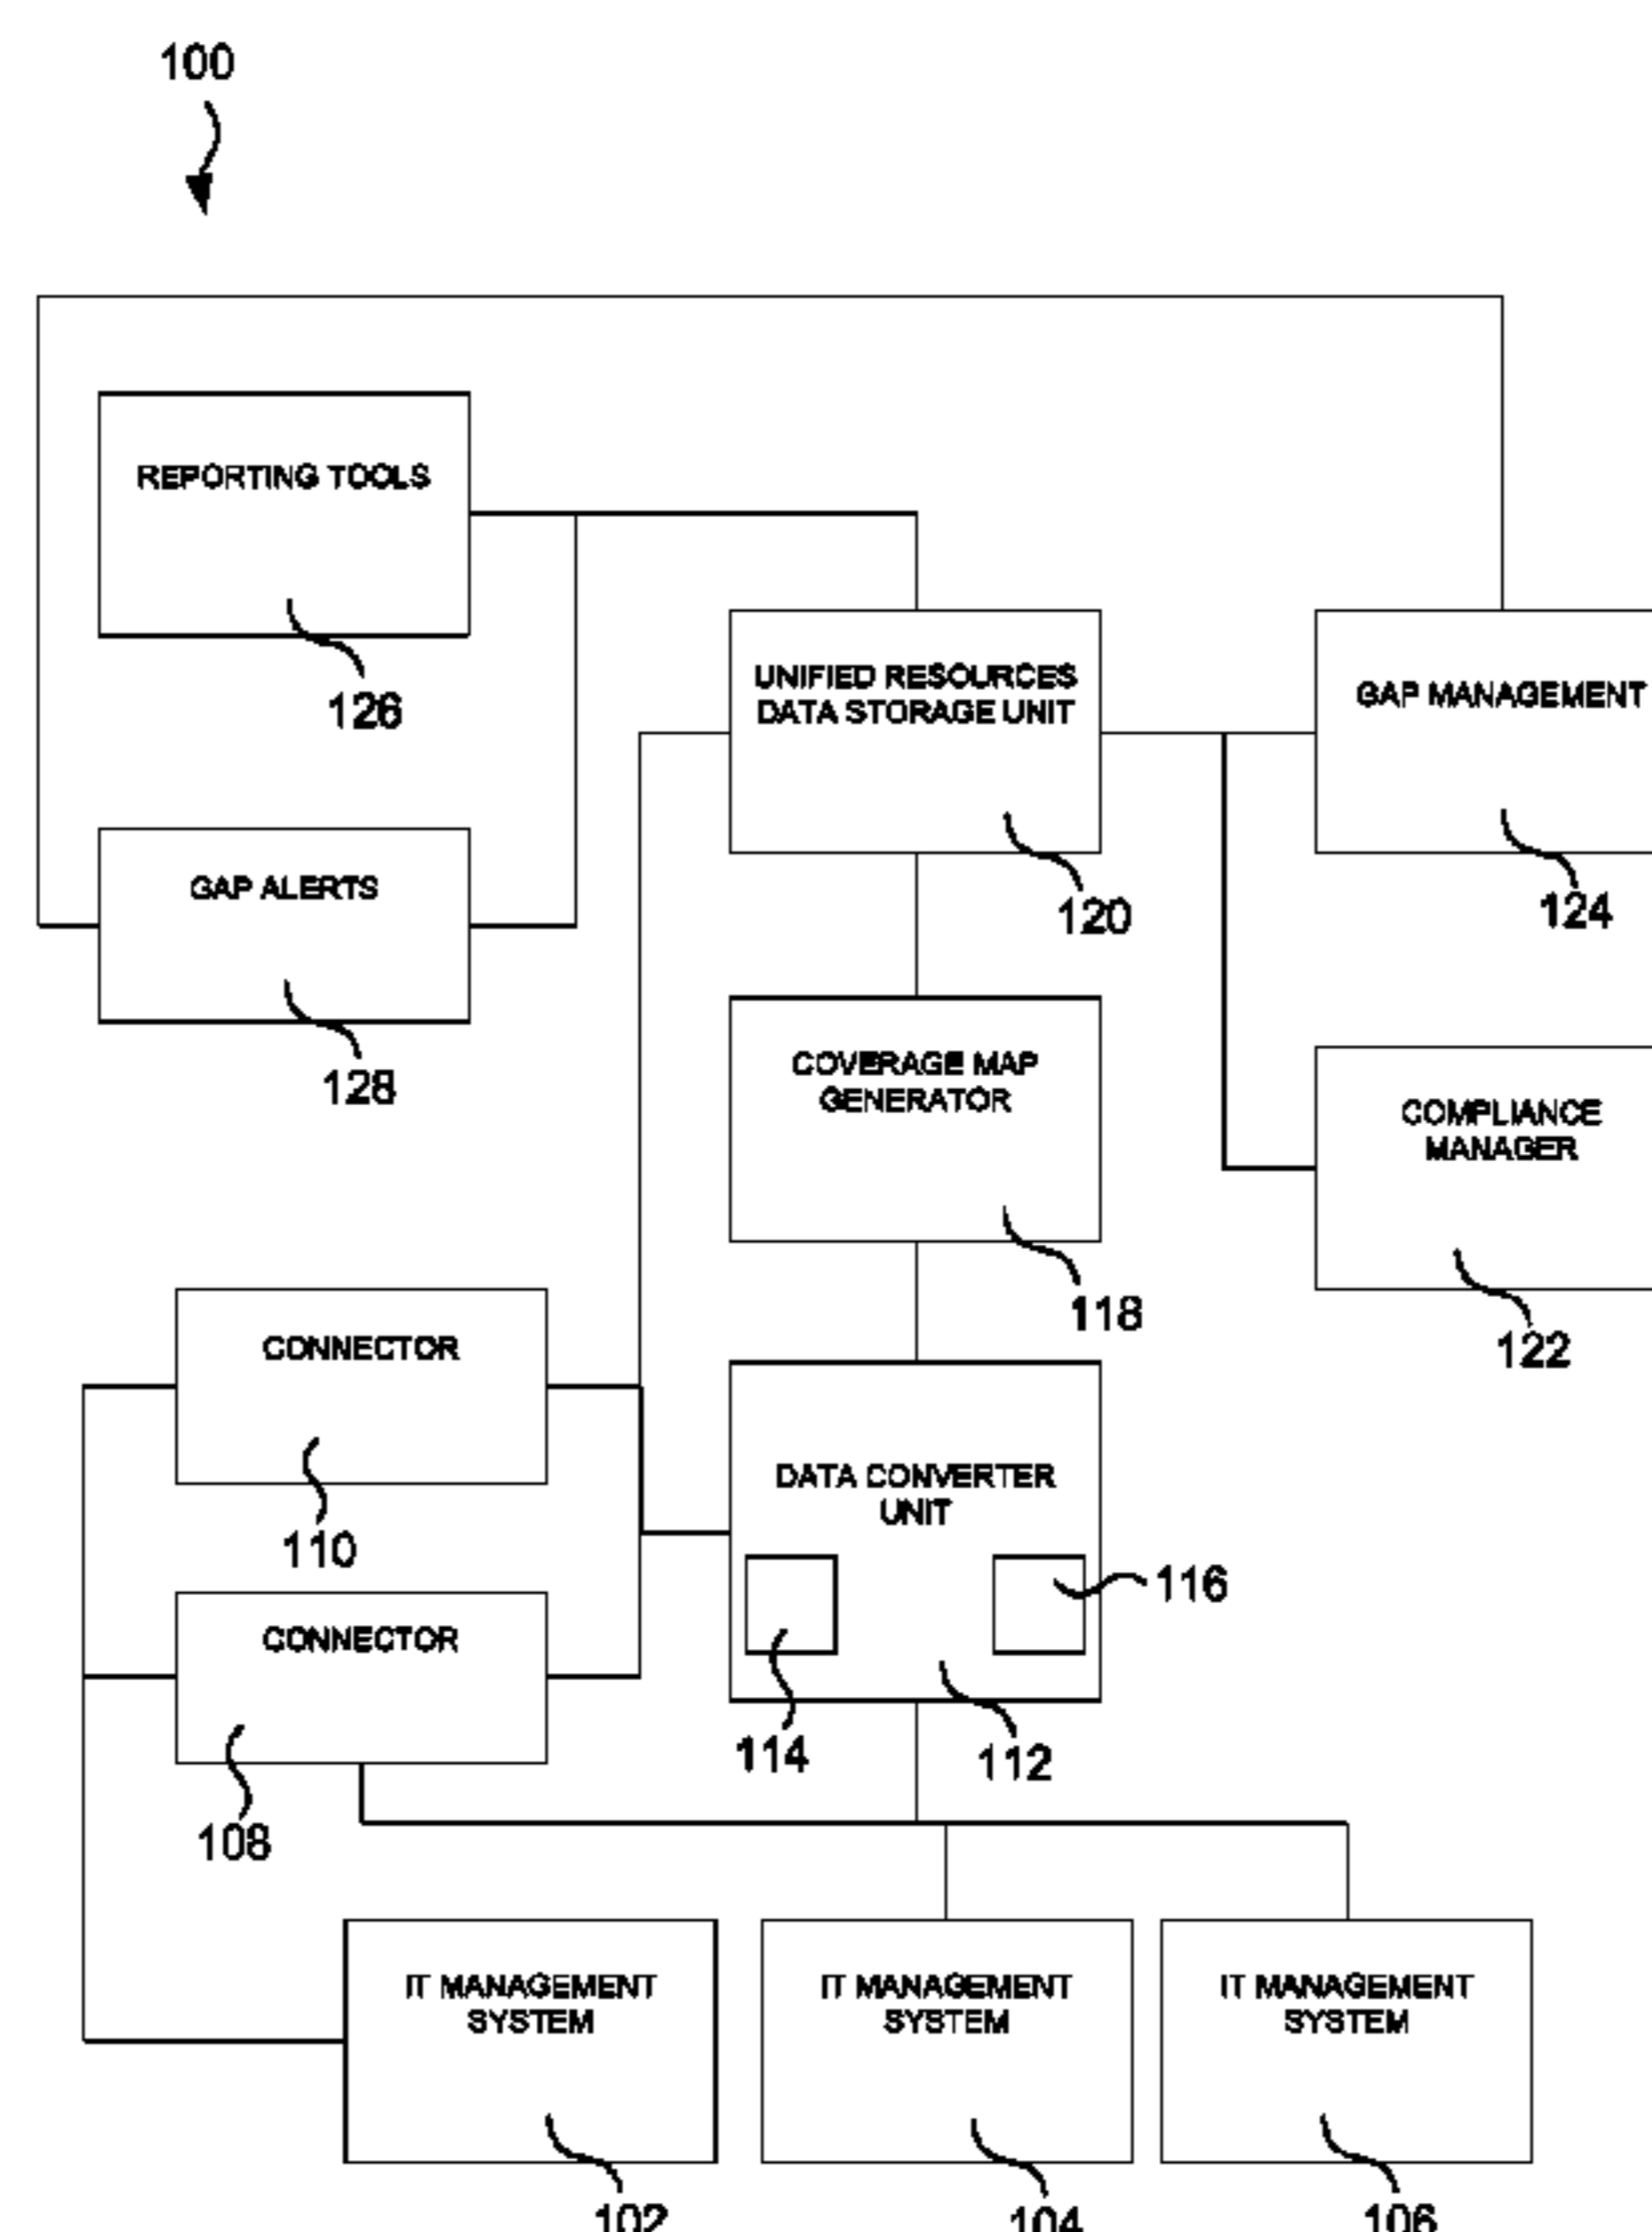 100
REPORTING TOOLS
126
UNIFIED RESOURCES
DATA STORAGE UNIT
120
GAP MANAGEMENT
124
GAP ALERTS
128
COVERAGE MAP
GENERATOR
118
COMPLIANCE
MANAGER
122
CONNECTOR
110
DATA CONVERTER
UNIT
116
114
112
CONNECTOR
108
IT MANAGEMENT
SYSTEM
102
IT MANAGEMENT
SYSTEM
104
IT MANAGEMENT
SYSTEM
106